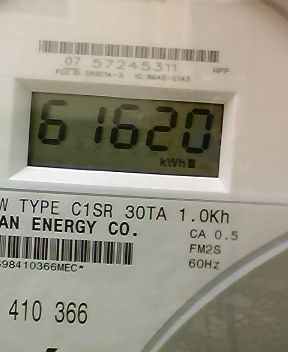 07 57245311
61620
kWh
TYPE C1SR 30TA 1.0Kh
AN ENERGY CO.
CA 0.5
FM2S
60Hz
98410366MEC*
410 366